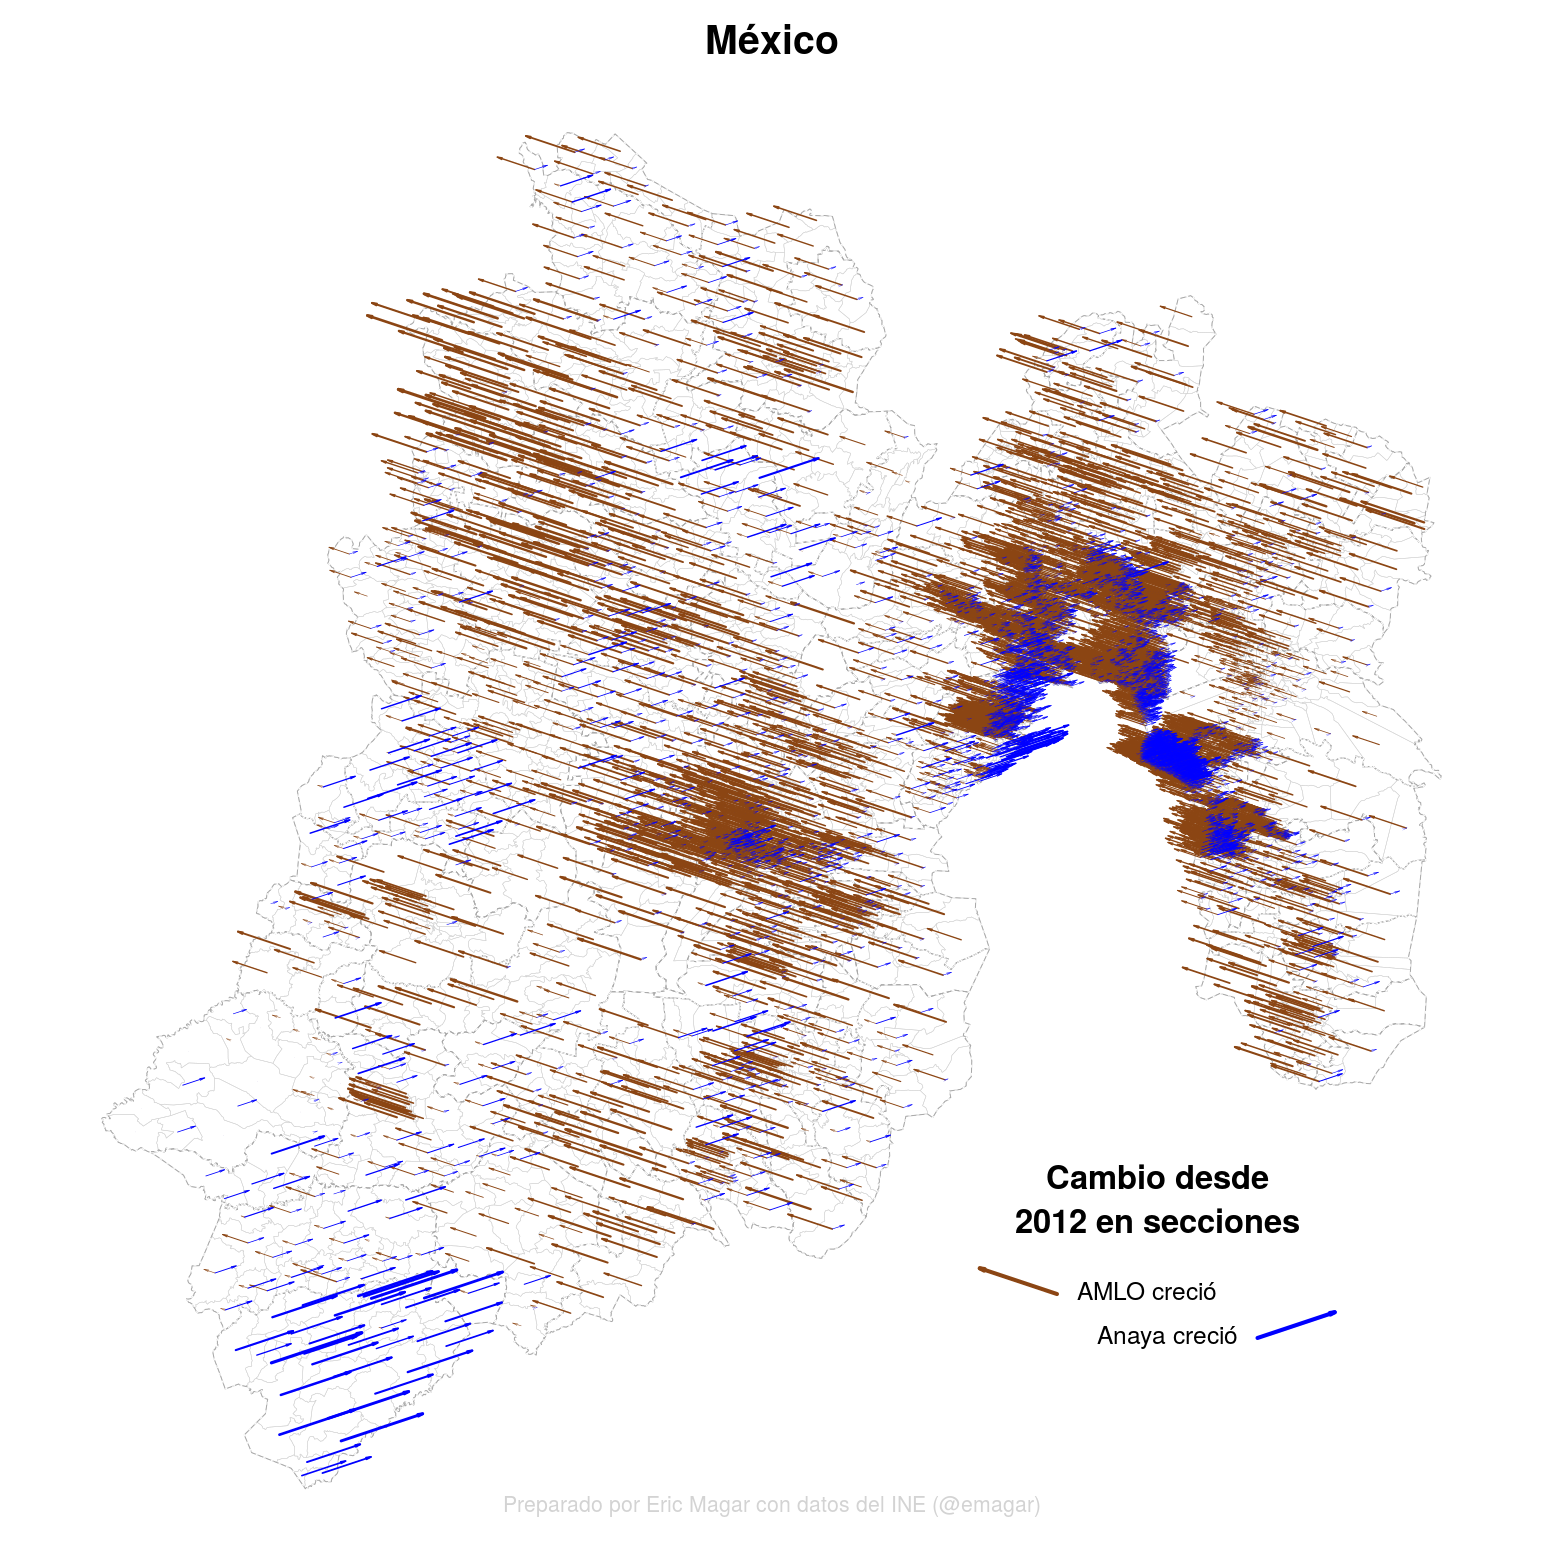 México
Cambio desde
2012 en secciones
AMLO creció
Anaya creció
Preparado por Eric Magar con datos del INE (@emagar)